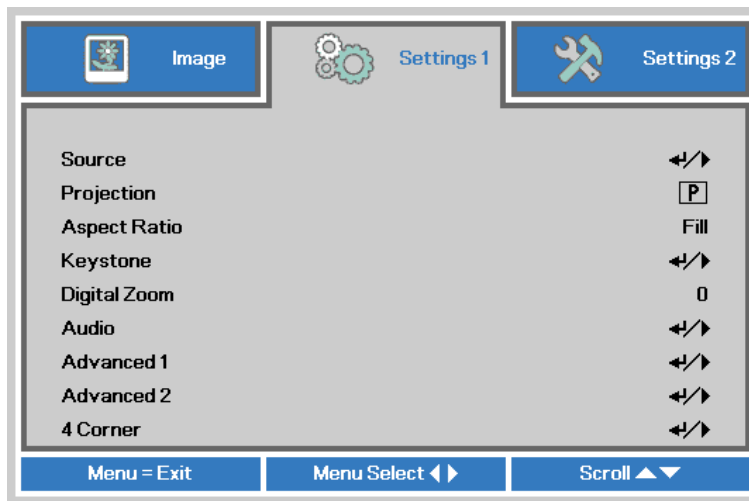 Image Settings 1 Settings 2
Source
Projection P
Aspect Ratio Fill
Keystone
Digital Zoom 0
Audio
Advanced 1
Advanced 2
4 Corner
Menu = Exit Menu Select Scroll